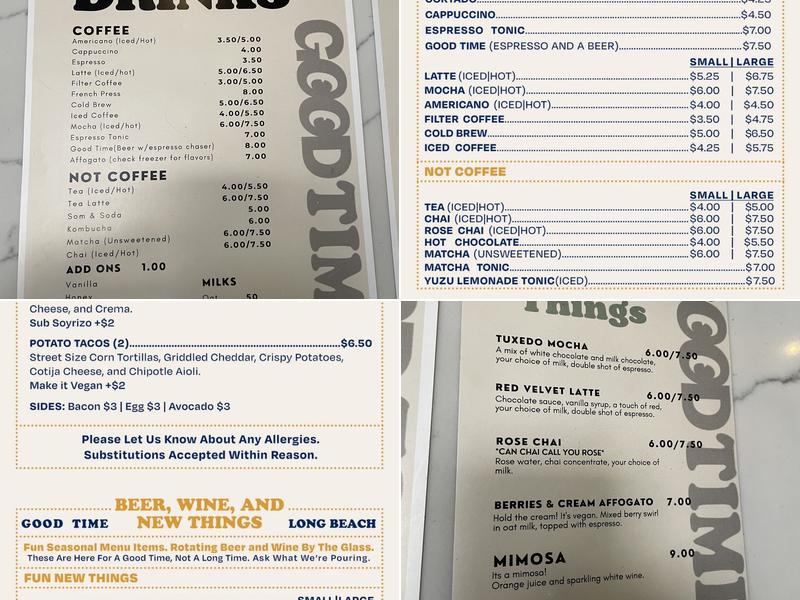 DRINKS
COFFEE
Americano (Iced/Hot) 3.50/5.00
Cappuccino 4.00
Espresso 3.50
Latte (Iced/hot) 5.00/6.50
Filter Coffee 3.00/5.00
French Press 8.00
Cold Brew 5.00/6.50
Iced Coffee 4.00/5.50
Mocha (Iced/hot) 6.00/7.50
Espresso Tonic 7.00
Good Time(Beer w/espresso chaser) 8.00
Affogato (check freezer for flavors) 7.00
NOT COFFEE
Tea (Iced/Hot) 4.00/5.50
Tea Latte 6.00/7.50
Som & Soda 5.00
Kombucha 6.00
Matcha (Unsweetened) 6.00/7.50
Chai (Iced/Hot) 6.00/7.50
ADD ONS 1.00
Vanilla
Honey
MILKS
Oat .50
GOOD TIM
CORTADO $4.25
CAPPUCCINO $4.50
ESPRESSO TONIC $7.00
GOOD TIME (ESPRESSO AND A BEER) $7.50
SMALL|LARGE
LATTE (ICED|HOT) $5.25 | $6.75
MOCHA (ICED|HOT) $6.00 | $7.50
AMERICANO (ICED|HOT) $4.00 | $4.50
FILTER COFFEE $3.50 | $4.75
COLD BREW $5.00 | $6.50
ICED COFFEE $4.25 | $5.75
NOT COFFEE
SMALL|LARGE
TEA (ICED|HOT) $4.00 | $5.00
CHAI (ICED|HOT) $6.00 | $7.50
ROSE CHAI (ICED|HOT) $6.00 | $7.50
HOT CHOCOLATE $4.00 | $5.50
MATCHA (UNSWEETENED) $6.00 | $7.50
MATCHA TONIC $7.00
YUZU LEMONADE TONIC(ICED) $7.50
Cheese, and Crema.
Sub Soyrizo +$2
POTATO TACOS (2) $6.50
Street Size Corn Tortillas, Griddled Cheddar, Crispy Potatoes,
Cotija Cheese, and Chipotle Aioli.
Make it Vegan +$2
SIDES: Bacon $3 | Egg $3 | Avocado $3
Please Let Us Know About Any Allergies.
Substitutions Accepted Within Reason.
BEER, WINE, AND
GOOD TIME NEW THINGS LONG BEACH
Fun Seasonal Menu Items. Rotating Beer and Wine By The Glass.
These Are Here For A Good Time, Not A Long Time. Ask What We're Pouring.
FUN NEW THINGS
SMALL|LARGE
Things
TUXEDO MOCHA 6.00/7.50
A mix of white chocolate and milk chocolate,
your choice of milk, double shot of espresso.
RED VELVET LATTE 6.00/7.50
Chocolate sauce, vanilla syrup, a touch of red,
your choice of milk, double shot of espresso.
ROSE CHAI 6.00/7.50
*CAN CHAI CALL YOU ROSE*
Rose water, chai concentrate, your choice of
milk.
BERRIES & CREAM AFFOGATO 7.00
Hold the cream! It's vegan. Mixed berry swirl
in oat milk, topped with espresso.
MIMOSA 9.00
Its a mimosa!
Orange juice and sparkling white wine.
GOOD TIM